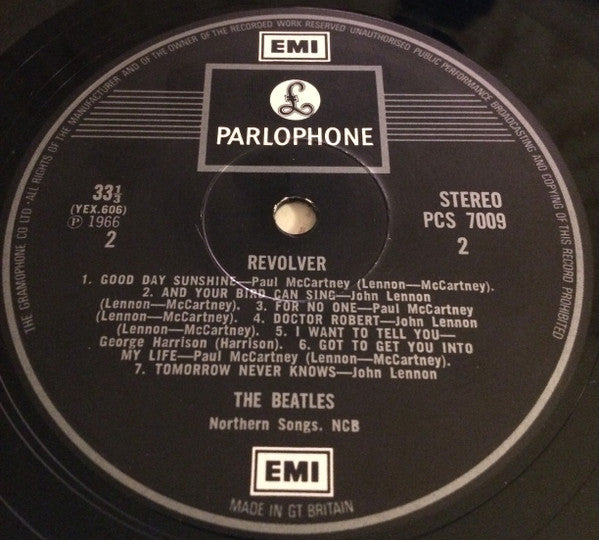 EMI
THE GRAMOPHONE CO LTD · ALL RIGHTS OF THE MANUFACTURER AND OF THE OWNER OF THE RECORDED WORK RESERVED UNAUTHORISED PUBLIC PERFORMANCE BROADCASTING AND COPYING OF THIS RECORD PROHIBITED
£
PARLOPHONE
33⅓
(YEX.606)
Ⓟ 1966
2
STEREO
PCS 7009
2
REVOLVER
1. GOOD DAY SUNSHINE—Paul McCartney (Lennon—McCartney).
2. AND YOUR BIRD CAN SING—John Lennon
(Lennon—McCartney). 3. FOR NO ONE—Paul McCartney
(Lennon—McCartney). 4. DOCTOR ROBERT—John Lennon
(Lennon—McCartney). 5. I WANT TO TELL YOU—
George Harrison (Harrison). 6. GOT TO GET YOU INTO
MY LIFE—Paul McCartney (Lennon—McCartney).
7. TOMORROW NEVER KNOWS—John Lennon
THE BEATLES
Northern Songs. NCB
EMI
MADE IN GT BRITAIN